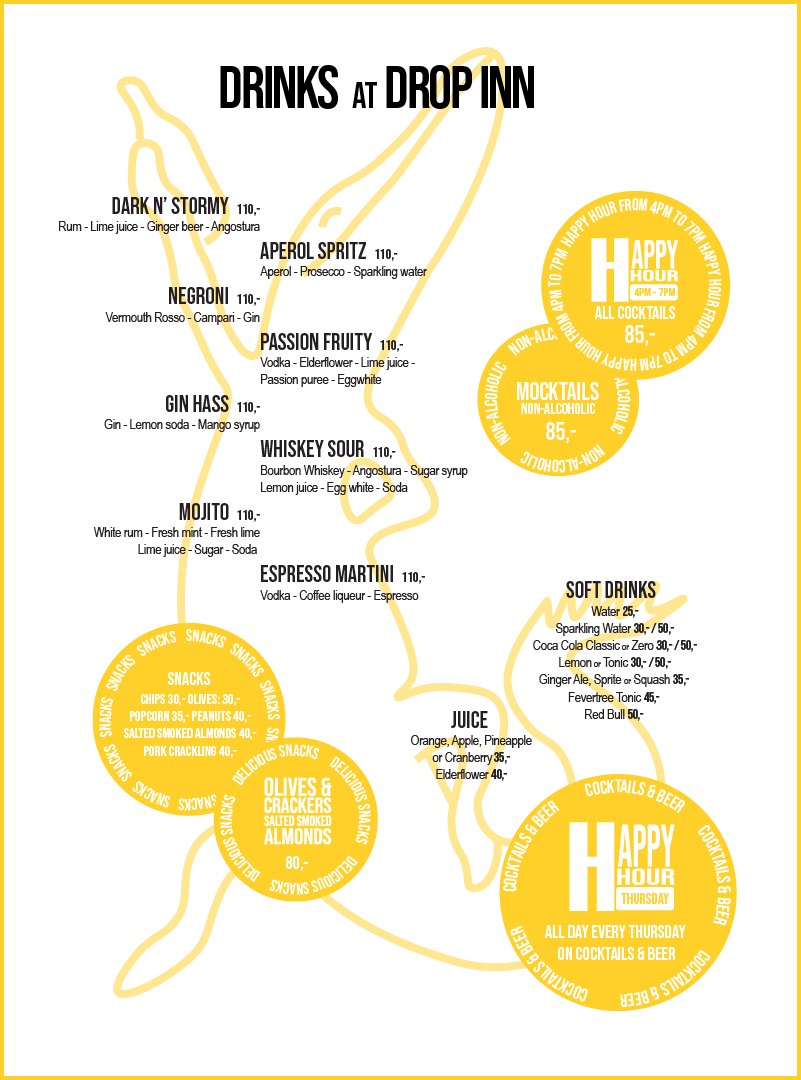 DRINKS AT DROP INN
DARK N' STORMY 110,-
Rum - Lime juice - Ginger beer - Angostura
APEROL SPRITZ 110,-
Aperol - Prosecco - Sparkling water
NEGRONI 110,-
Vermouth Rosso - Campari - Gin
PASSION FRUITY 110,-
Vodka - Elderflower - Lime juice -
Passion puree - Eggwhite
GIN HASS 110,-
Gin - Lemon soda - Mango syrup
WHISKEY SOUR 110,-
Bourbon Whiskey - Angostura - Sugar syrup
Lemon juice - Egg white - Soda
MOJITO 110,-
White rum - Fresh mint - Fresh lime
Lime juice - Sugar - Soda
ESPRESSO MARTINI 110,-
Vodka - Coffee liqueur - Espresso
HAPPY HOUR FROM 4PM TO 7PM HAPPY HOUR FROM 4PM TO 7PM HAPPY HOUR FROM 4PM TO 7PM
HAPPY
HOUR
4PM - 7PM
ALL COCKTAILS
85,-
NON-ALC. ALCOHOLIC NON-ALCOHOLIC NON-ALCOHOLIC NON-ALCOHOLIC
MOCKTAILS
NON-ALCOHOLIC
85,-
SOFT DRINKS
Water 25,-
Sparkling Water 30,- / 50,-
Coca Cola Classic or Zero 30,- / 50,-
Lemon or Tonic 30,- / 50,-
Ginger Ale, Sprite or Squash 35,-
Fevertree Tonic 45,-
Red Bull 50,-
JUICE
Orange, Apple, Pineapple
or Cranberry 35,-
Elderflower 40,-
SNACKS SNACKS SNACKS SN SNACKS SNACKS SNACKS SNACKS SNACKS SNACKS
SNACKS
CHIPS 30,- OLIVES: 30,-
POPCORN 35,- PEANUTS 40,-
SALTED SMOKED ALMONDS 40,-
PORK CRACKLING 40,-
DELICIOUS SNACKS DELICIOUS SNACKS DELICIOUS SNACKS DELICIOUS SNACKS
OLIVES &
CRACKERS
SALTED SMOKED
ALMONDS
80,-
COCKTAILS & BEER COCKTAILS & BEER COCKTAILS & BEER COCKTAILS & BEER COCKTAILS & BEER
HAPPY
HOUR
THURSDAY
ALL DAY EVERY THURSDAY
ON COCKTAILS & BEER